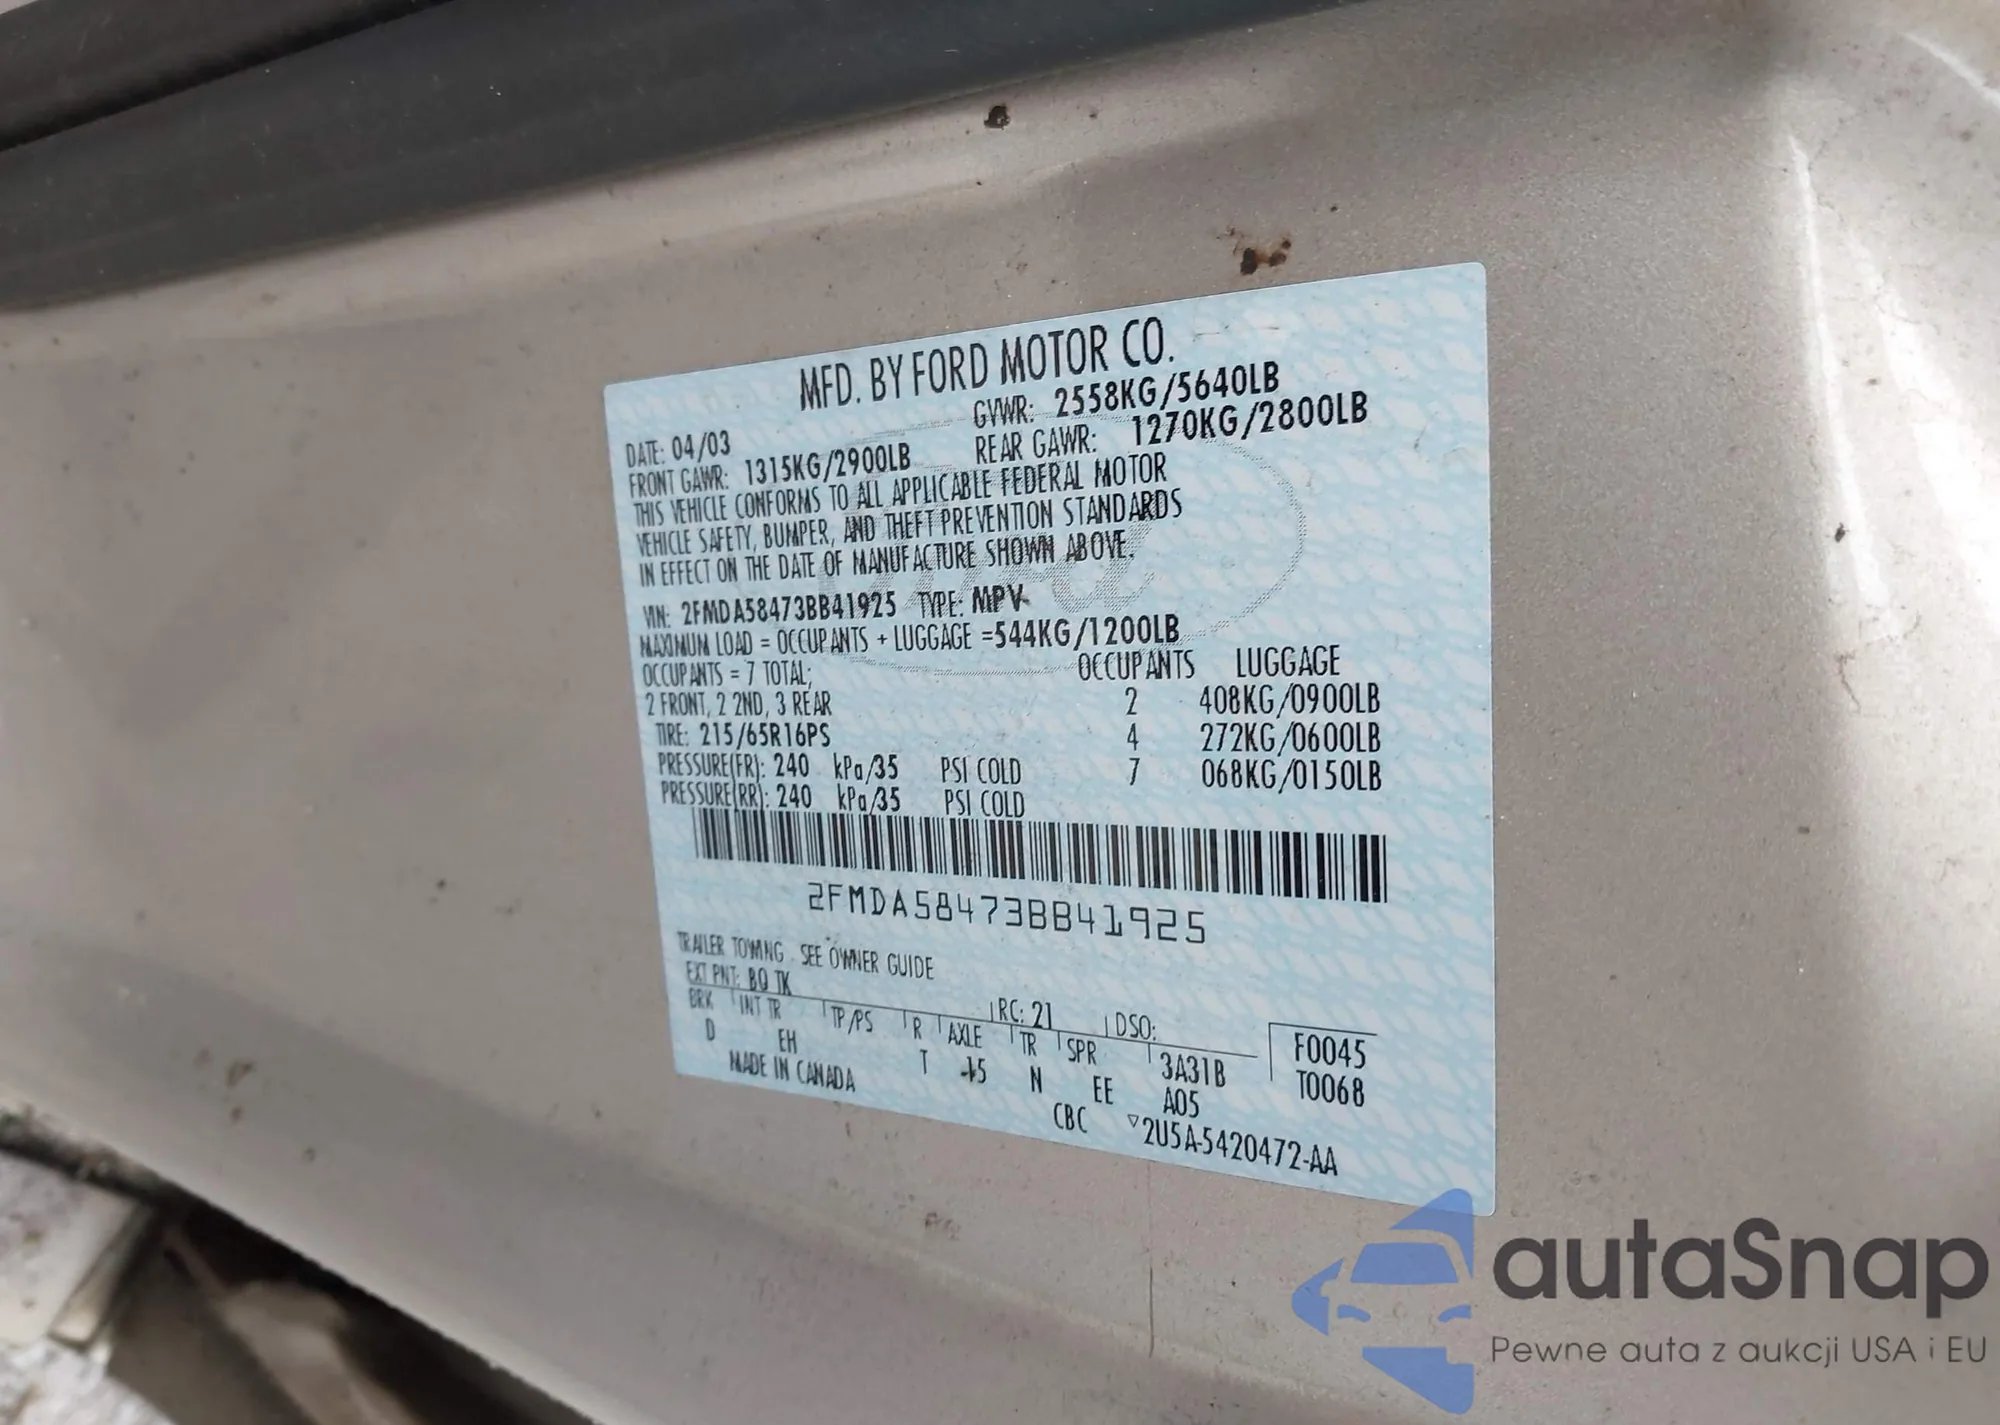 MFD. BY FORD MOTOR CO.
DATE: 04/03 GVWR: 2558KG/5640LB
FRONT GAWR: 1315KG/2900LB REAR GAWR: 1270KG/2800LB
THIS VEHICLE CONFORMS TO ALL APPLICABLE FEDERAL MOTOR
VEHICLE SAFETY, BUMPER, AND THEFT PREVENTION STANDARDS
IN EFFECT ON THE DATE OF MANUFACTURE SHOWN ABOVE.
VIN: 2FMDA58473BB41925 TYPE: MPV
MAXIMUM LOAD = OCCUPANTS + LUGGAGE =544KG/1200LB
OCCUPANTS = 7 TOTAL; OCCUPANTS LUGGAGE
2 FRONT, 2 2ND, 3 REAR 2 408KG/0900LB
TIRE: 215/65R16PS 4 272KG/0600LB
PRESSURE(FR): 240 kPa/35 PSI COLD 7 068KG/0150LB
PRESSURE(RR): 240 kPa/35 PSI COLD
2FMDA58473BB41925
TRAILER TOWING - SEE OWNER GUIDE
EXT PNT: BQ TK RC: 21 DSO: F0045
BRK INT TR TP/PS R AXLE TR SPR 3A31B T0068
D EH T 15 N EE A05
MADE IN CANADA CBC ▽2U5A-5420472-AA
autaSnap
Pewne auta z aukcji USA i EU